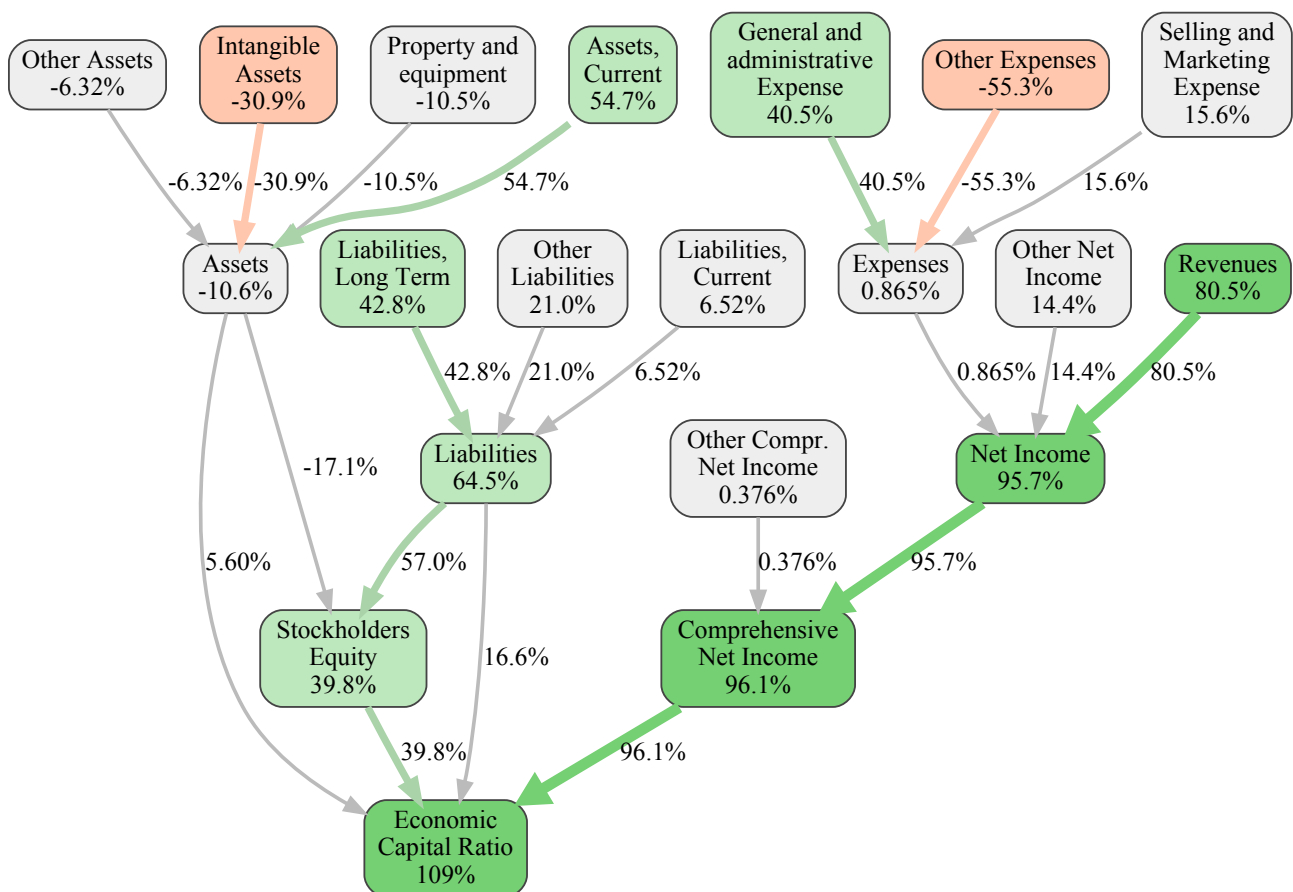 Other Assets
-6.32%
Intangible
Assets
-30.9%
Property and
equipment
-10.5%
Assets,
Current
54.7%
General and
administrative
Expense
40.5%
Other Expenses
-55.3%
Selling and
Marketing
Expense
15.6%
-6.32%
-30.9%
-10.5%
54.7%
40.5%
-55.3%
15.6%
Assets
-10.6%
Liabilities,
Long Term
42.8%
Other
Liabilities
21.0%
Liabilities,
Current
6.52%
Expenses
0.865%
Other Net
Income
14.4%
Revenues
80.5%
42.8%
21.0%
6.52%
0.865%
14.4%
80.5%
-17.1%
Liabilities
64.5%
Other Compr.
Net Income
0.376%
Net Income
95.7%
5.60%
57.0%
0.376%
95.7%
Stockholders
Equity
39.8%
16.6%
Comprehensive
Net Income
96.1%
39.8%
96.1%
Economic
Capital Ratio
109%